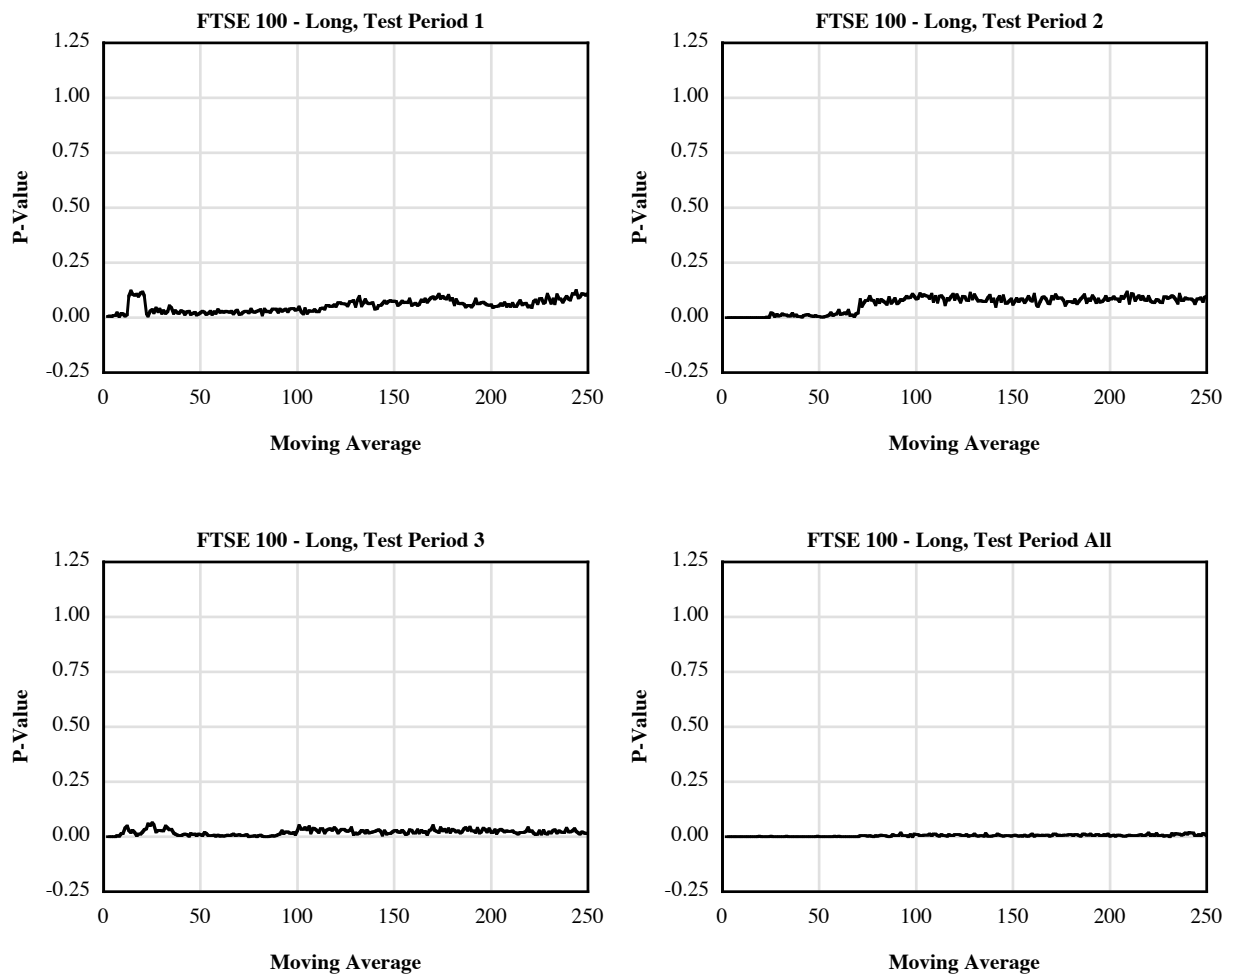 FTSE 100 - Long, Test Period 1
1.25
1.00
0.75
0.50
0.25
0.00
-0.25
P-Value
0 50 100 150 200 250
Moving Average
FTSE 100 - Long, Test Period 2
1.25
1.00
0.75
0.50
0.25
0.00
-0.25
P-Value
0 50 100 150 200 250
Moving Average
FTSE 100 - Long, Test Period 3
1.25
1.00
0.75
0.50
0.25
0.00
-0.25
P-Value
0 50 100 150 200 250
Moving Average
FTSE 100 - Long, Test Period All
1.25
1.00
0.75
0.50
0.25
0.00
-0.25
P-Value
0 50 100 150 200 250
Moving Average